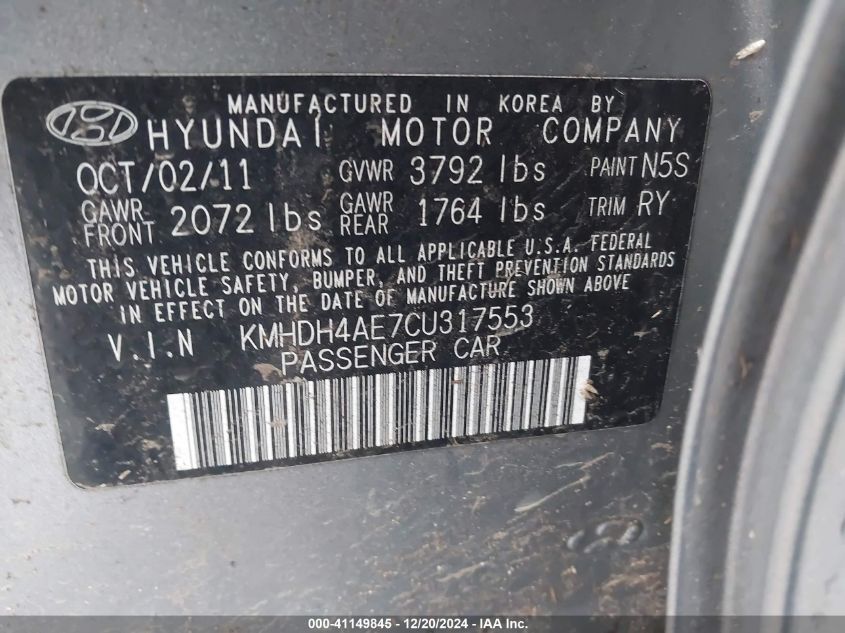 MANUFACTURED IN KOREA BY
HYUNDAI MOTOR COMPANY
OCT/02/11 GVWR 3792 lbs PAINT N5S
GAWR FRONT 2072 lbs GAWR REAR 1764 lbs TRIM RY
THIS VEHICLE CONFORMS TO ALL APPLICABLE U.S.A. FEDERAL
MOTOR VEHICLE SAFETY, BUMPER, AND THEFT PREVENTION STANDARDS
IN EFFECT ON THE DATE OF MANUFACTURE SHOWN ABOVE
V.I.N KMHDH4AE7CU317553
PASSENGER CAR
000-41149845 - 12/20/2024 - IAA Inc.